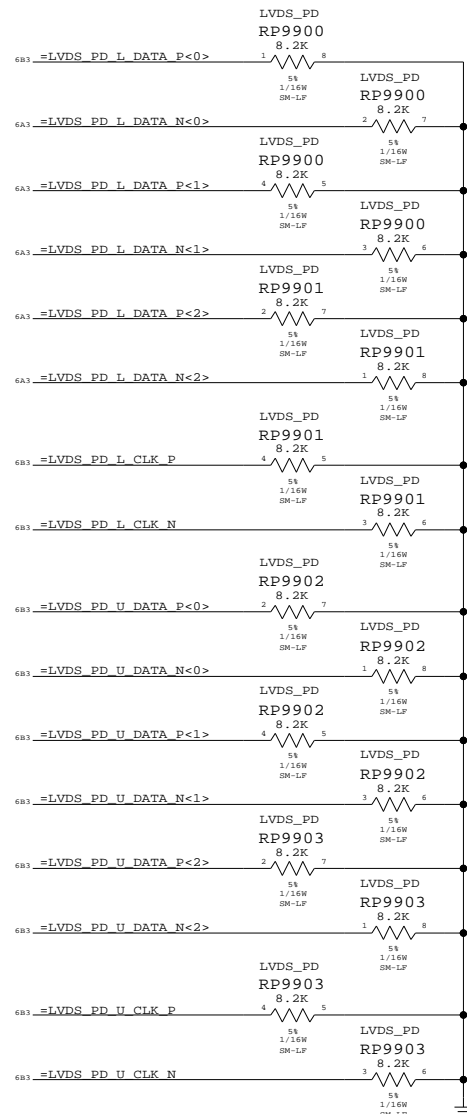 LVDS_PD
RP9900
8.2K
6B3 =LVDS_PD_L_DATA_P<0> 1 8
5%
1/16W
SM-LF
LVDS_PD
RP9900
8.2K
6A3 =LVDS_PD_L_DATA_N<0> 2 7
5%
1/16W
SM-LF
LVDS_PD
RP9900
8.2K
6A3 =LVDS_PD_L_DATA_P<1> 4 5
5%
1/16W
SM-LF
LVDS_PD
RP9900
8.2K
6A3 =LVDS_PD_L_DATA_N<1> 3 6
5%
1/16W
SM-LF
LVDS_PD
RP9901
8.2K
6A3 =LVDS_PD_L_DATA_P<2> 2 7
5%
1/16W
SM-LF
LVDS_PD
RP9901
8.2K
6A3 =LVDS_PD_L_DATA_N<2> 1 8
5%
1/16W
SM-LF
LVDS_PD
RP9901
8.2K
6B3 =LVDS_PD_L_CLK_P 4 5
5%
1/16W
SM-LF
LVDS_PD
RP9901
8.2K
6B3 =LVDS_PD_L_CLK_N 3 6
5%
1/16W
SM-LF
LVDS_PD
RP9902
8.2K
6B3 =LVDS_PD_U_DATA_P<0> 2 7
5%
1/16W
SM-LF
LVDS_PD
RP9902
8.2K
6B3 =LVDS_PD_U_DATA_N<0> 1 8
5%
1/16W
SM-LF
LVDS_PD
RP9902
8.2K
6B3 =LVDS_PD_U_DATA_P<1> 4 5
5%
1/16W
SM-LF
LVDS_PD
RP9902
8.2K
6B3 =LVDS_PD_U_DATA_N<1> 3 6
5%
1/16W
SM-LF
LVDS_PD
RP9903
8.2K
6B3 =LVDS_PD_U_DATA_P<2> 2 7
5%
1/16W
SM-LF
LVDS_PD
RP9903
8.2K
6B3 =LVDS_PD_U_DATA_N<2> 1 8
5%
1/16W
SM-LF
LVDS_PD
RP9903
8.2K
6B3 =LVDS_PD_U_CLK_P 4 5
5%
1/16W
SM-LF
LVDS_PD
RP9903
8.2K
6B3 =LVDS_PD_U_CLK_N 3 6
5%
1/16W
SM-LF